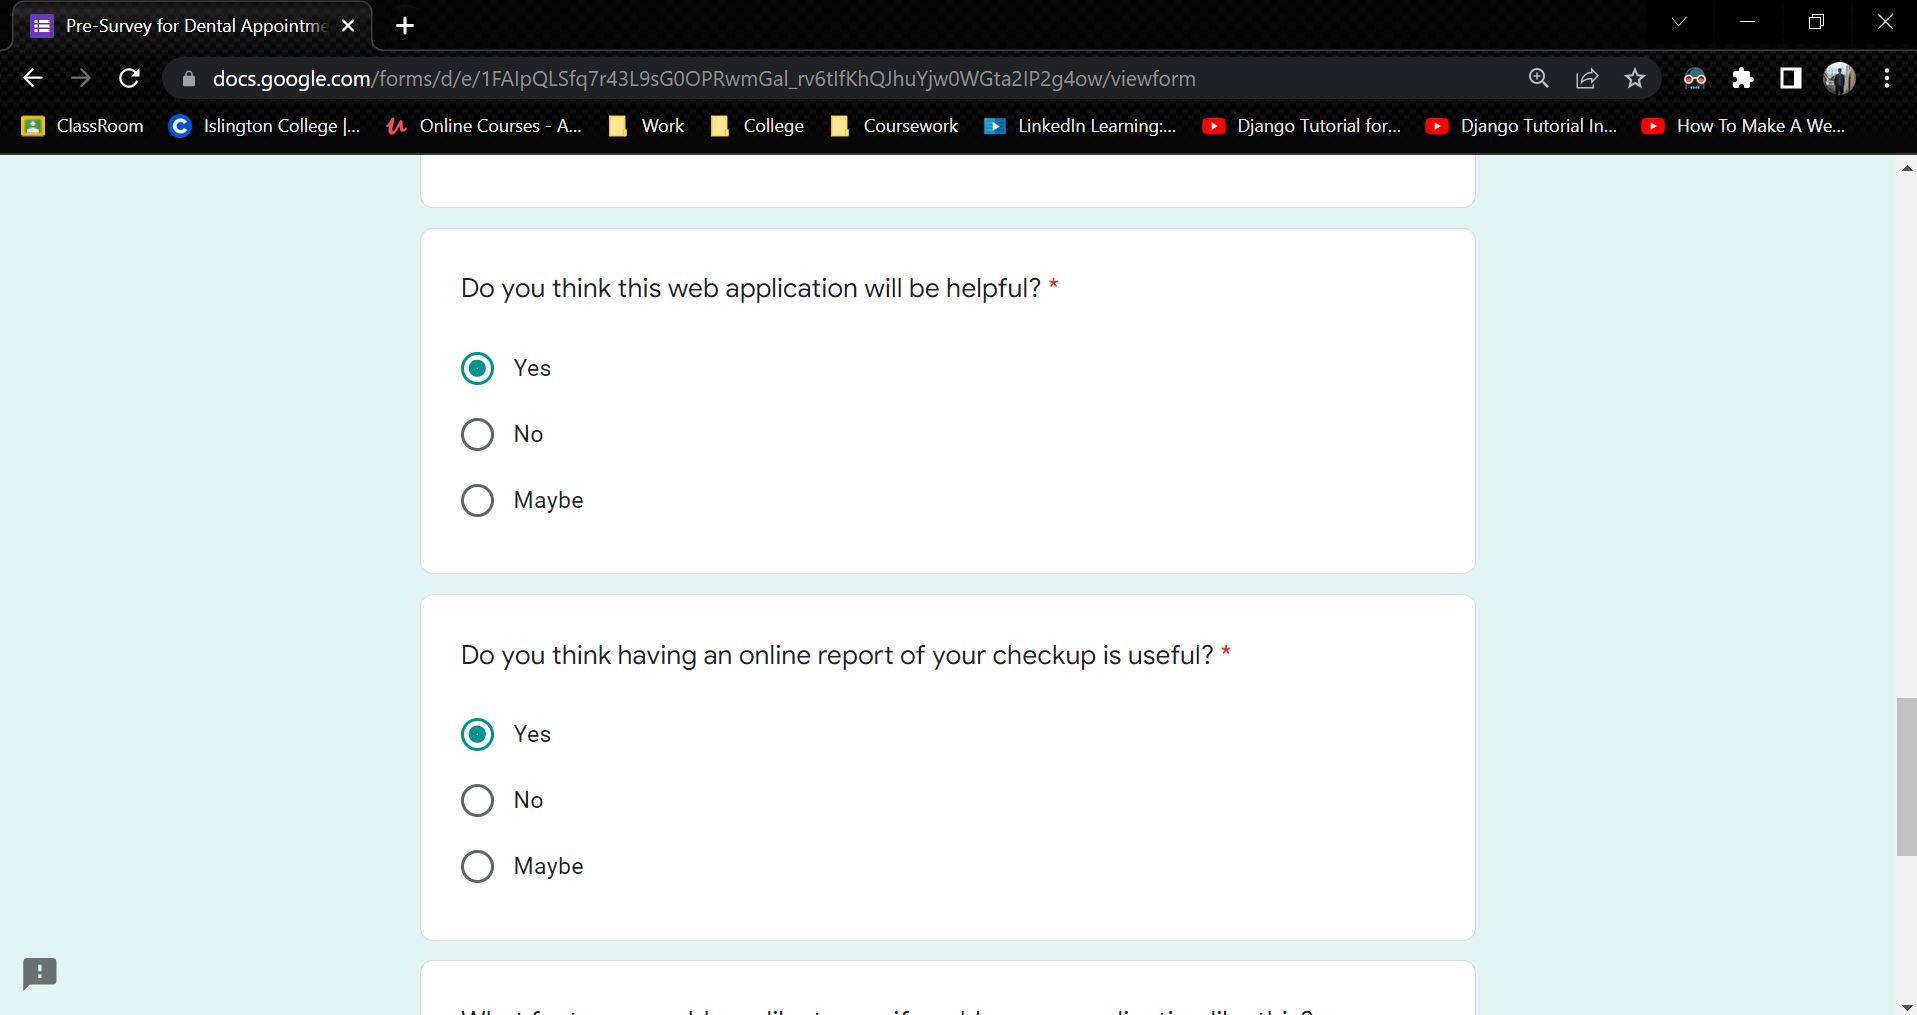 Pre-Survey for Dental Appointme
docs.google.com/forms/d/e/1FAIpQLSfq7r43L9sG0OPRwmGal_rv6tIfKhQJhuYjw0WGta2IP2g4ow/viewform
ClassRoom Islington College |... Online Courses - A... Work College Coursework LinkedIn Learning:... Django Tutorial for... Django Tutorial In... How To Make A We...
Do you think this web application will be helpful? *
Yes
No
Maybe
Do you think having an online report of your checkup is useful? *
Yes
No
Maybe